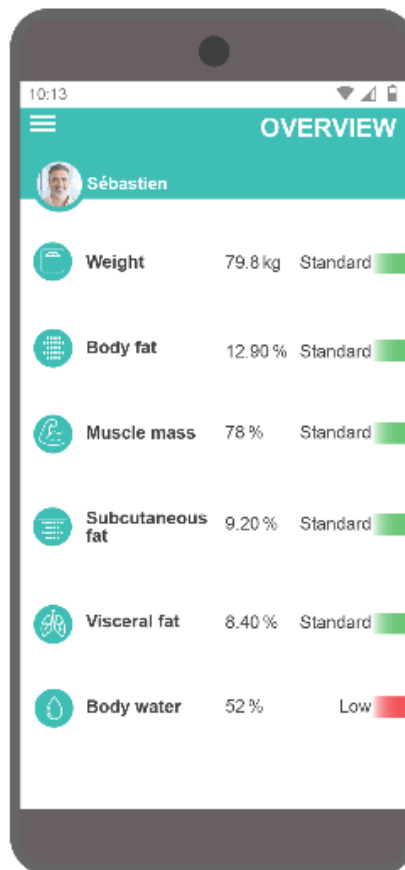 10:13
OVERVIEW
Sébastien
Weight 79.8 kg Standard
Body fat 12.90 % Standard
Muscle mass 78 % Standard
Subcutaneous
fat 9.20 % Standard
Visceral fat 8.40 % Standard
Body water 52 % Low